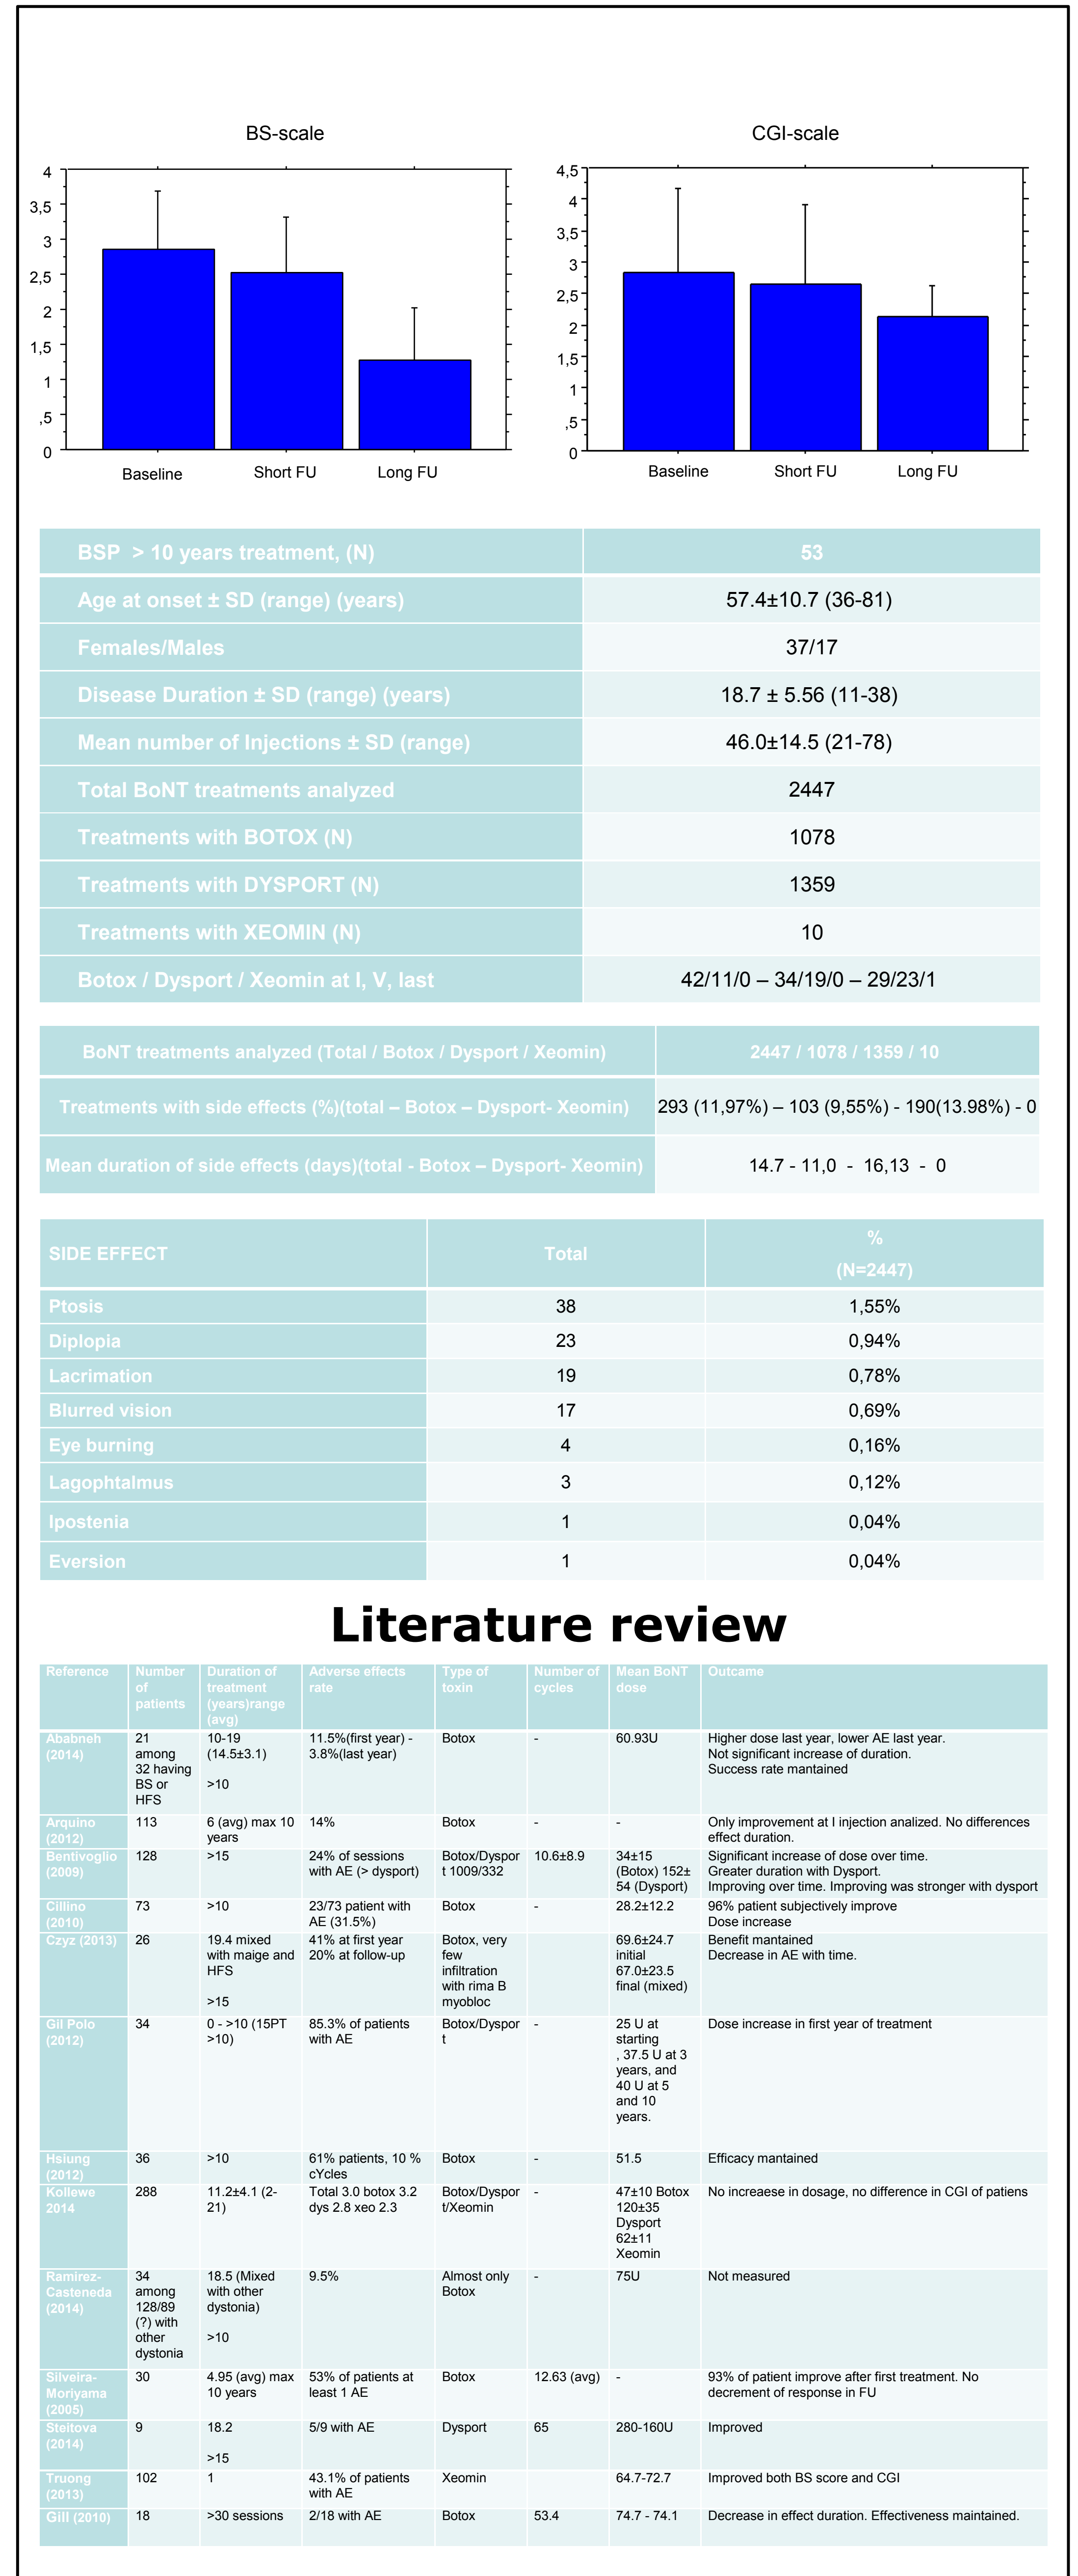 BS-scale
4
3,5
3
2,5
2
1,5
1
,5
0
Baseline
Short FU
Long FU
CGI-scale
4,5
4
3,5
3
2,5
2
1,5
1
,5
0
Baseline
Short FU
Long FU
BSP > 10 years treatment, (N) 53
Age at onset ± SD (range) (years) 57.4±10.7 (36-81)
Females/Males 37/17
Disease Duration ± SD (range) (years) 18.7 ± 5.56 (11-38)
Mean number of Injections ± SD (range) 46.0±14.5 (21-78)
Total BoNT treatments analyzed 2447
Treatments with BOTOX (N) 1078
Treatments with DYSPORT (N) 1359
Treatments with XEOMIN (N) 10
Botox / Dysport / Xeomin at I, V, last 42/11/0 – 34/19/0 – 29/23/1
BoNT treatments analyzed (Total / Botox / Dysport / Xeomin) 2447 / 1078 / 1359 / 10
Treatments with side effects (%)(total – Botox – Dysport- Xeomin) 293 (11,97%) – 103 (9,55%) - 190(13.98%) - 0
Mean duration of side effects (days)(total - Botox – Dysport- Xeomin) 14.7 - 11,0 - 16,13 - 0
SIDE EFFECT Total %
(N=2447)
Ptosis 38 1,55%
Diplopia 23 0,94%
Lacrimation 19 0,78%
Blurred vision 17 0,69%
Eye burning 4 0,16%
Lagophtalmus 3 0,12%
Ipostenia 1 0,04%
Eversion 1 0,04%
Literature review
Reference
Number
of
patients
Duration of
treatment
(years)range
(avg)
Adverse effects
rate
Type of
toxin
Number of
cycles
Mean BoNT
dose
Outcame
Ababneh
(2014)
21
among
32 having
BS or
HFS
10-19
(14.5±3.1)
>10
11.5%(first year) -
3.8%(last year)
Botox
-
60.93U
Higher dose last year, lower AE last year.
Not significant increase of duration.
Success rate mantained
Arquino
(2012)
113
6 (avg) max 10
years
14%
Botox
-
-
Only improvement at I injection analized. No differences
effect duration.
Bentivoglio
(2009)
128
>15
24% of sessions
with AE (> dysport)
Botox/Dyspor
t 1009/332
10.6±8.9
34±15
(Botox) 152±
54 (Dysport)
Significant increase of dose over time.
Greater duration with Dysport.
Improving over time. Improving was stronger with dysport
Cillino
(2010)
73
>10
23/73 patient with
AE (31.5%)
Botox
-
28.2±12.2
96% patient subjectively improve
Dose increase
Czyz (2013)
26
19.4 mixed
with maige and
HFS
>15
41% at first year
20% at follow-up
Botox, very
few
infiltration
with rima B
myobloc
69.6±24.7
initial
67.0±23.5
final (mixed)
Benefit mantained
Decrease in AE with time.
Gil Polo
(2012)
34
0 - >10 (15PT
>10)
85.3% of patients
with AE
Botox/Dyspor
t
-
25 U at
starting
, 37.5 U at 3
years, and
40 U at 5
and 10
years.
Dose increase in first year of treatment
Hsiung
(2012)
36
>10
61% patients, 10 %
cYcles
Botox
-
51.5
Efficacy mantained
Kollewe
2014
288
11.2±4.1 (2-
21)
Total 3.0 botox 3.2
dys 2.8 xeo 2.3
Botox/Dyspor
t/Xeomin
-
47±10 Botox
120±35
Dysport
62±11
Xeomin
No increaese in dosage, no difference in CGI of patiens
Ramirez-
Casteneda
(2014)
34
among
128/89
(?) with
other
dystonia
18.5 (Mixed
with other
dystonia)
>10
9.5%
Almost only
Botox
-
75U
Not measured
Silveira-
Moriyama
(2005)
30
4.95 (avg) max
10 years
53% of patients at
least 1 AE
Botox
12.63 (avg)
-
93% of patient improve after first treatment. No
decrement of response in FU
Steitova
(2014)
9
18.2
>15
5/9 with AE
Dysport
65
280-160U
Improved
Truong
(2013)
102
1
43.1% of patients
with AE
Xeomin
64.7-72.7
Improved both BS score and CGI
Gill (2010)
18
>30 sessions
2/18 with AE
Botox
53.4
74.7 - 74.1
Decrease in effect duration. Effectiveness maintained.